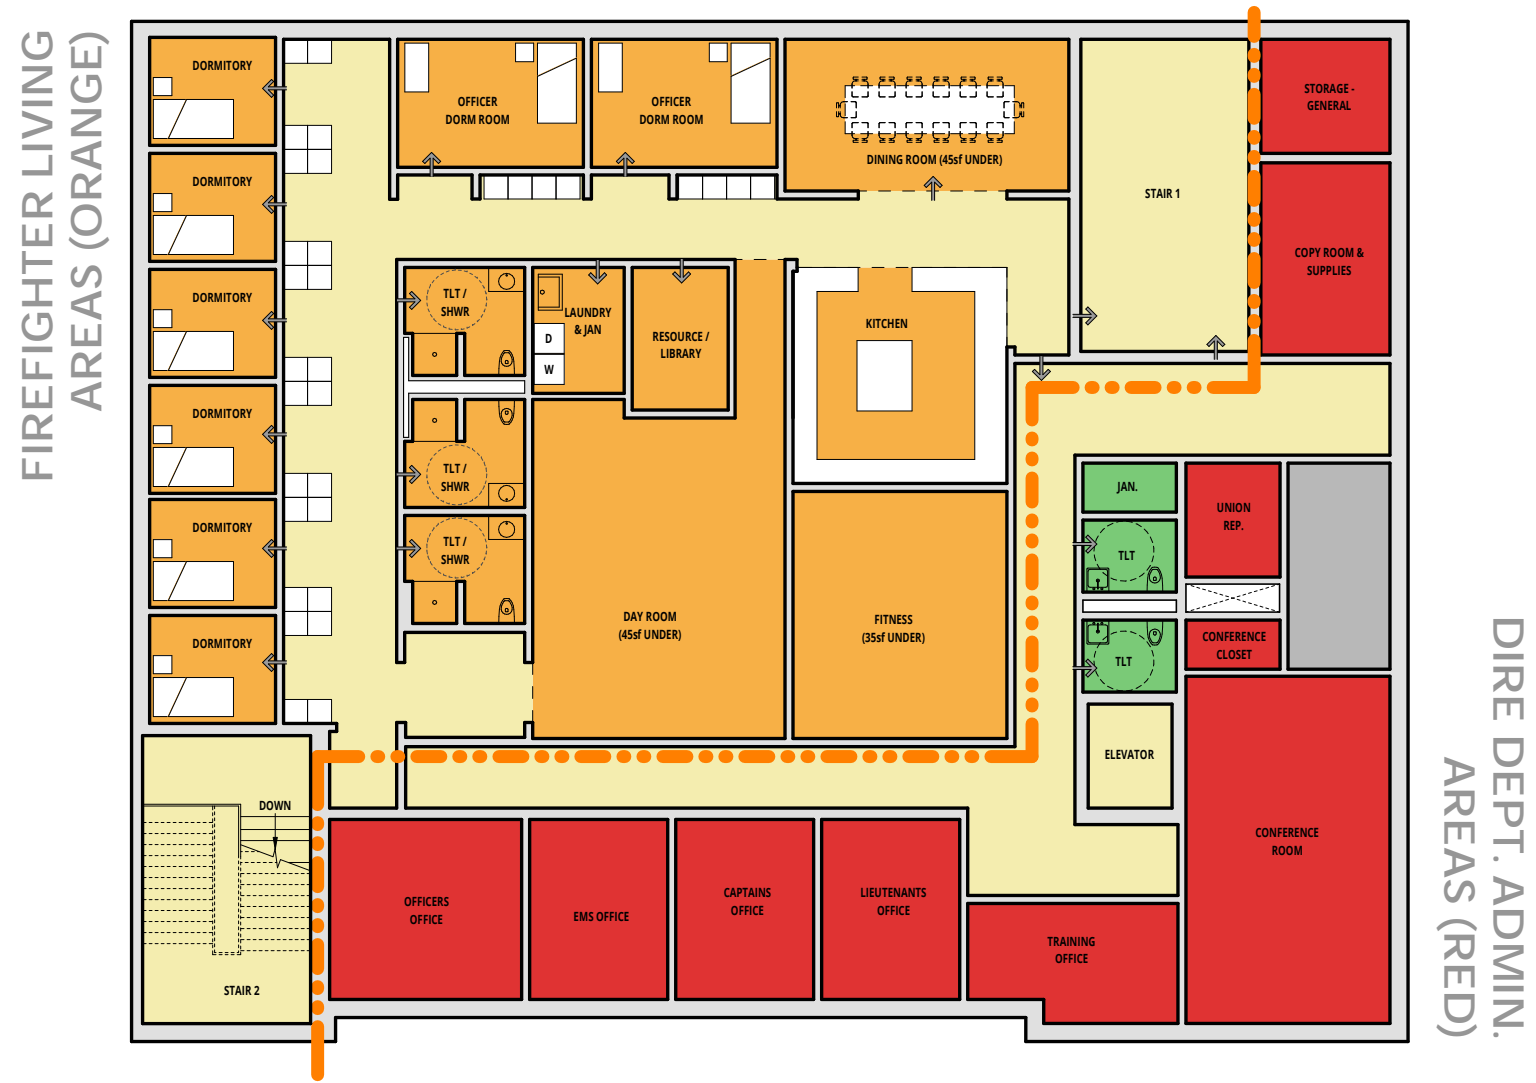 FIREFIGHTER LIVING
AREAS (ORANGE)
DORMITORY
DORMITORY
DORMITORY
DORMITORY
DORMITORY
DORMITORY
OFFICER
DORM ROOM
OFFICER
DORM ROOM
DINING ROOM (45sf UNDER)
STAIR 1
STORAGE -
GENERAL
COPY ROOM &
SUPPLIES
TLT /
SHWR
LAUNDRY
& JAN
D
W
RESOURCE /
LIBRARY
KITCHEN
TLT /
SHWR
TLT /
SHWR
DAY ROOM
(45sf UNDER)
FITNESS
(35sf UNDER)
JAN.
TLT
TLT
UNION
REP.
CONFERENCE
CLOSET
ELEVATOR
CONFERENCE
ROOM
DOWN
STAIR 2
OFFICERS
OFFICE
EMS OFFICE
CAPTAINS
OFFICE
LIEUTENANTS
OFFICE
TRAINING
OFFICE
DIRE DEPT. ADMIN.
AREAS (RED)